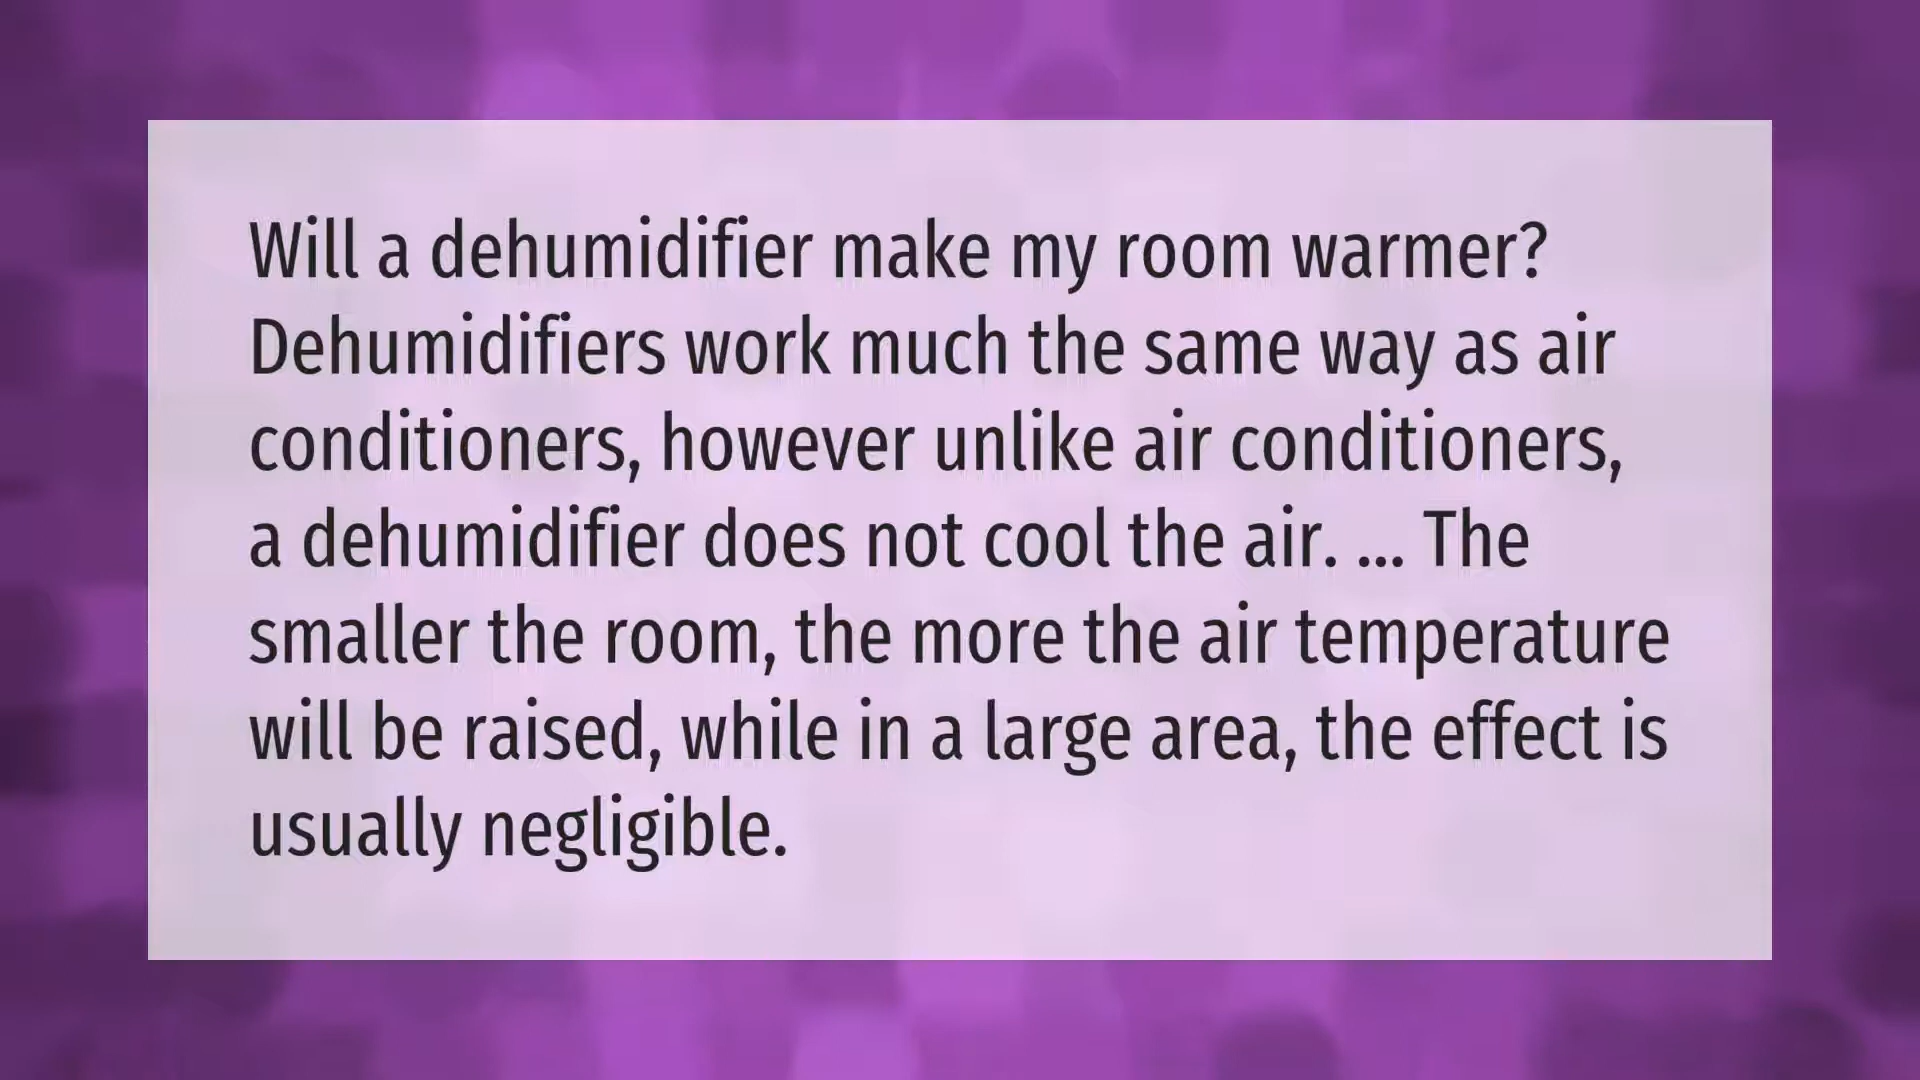 Will a dehumidifier make my room warmer?
Dehumidifiers work much the same way as air
conditioners, however unlike air conditioners,
a dehumidifier does not cool the air. ... The
smaller the room, the more the air temperature
will be raised, while in a large area, the effect is
usually negligible.